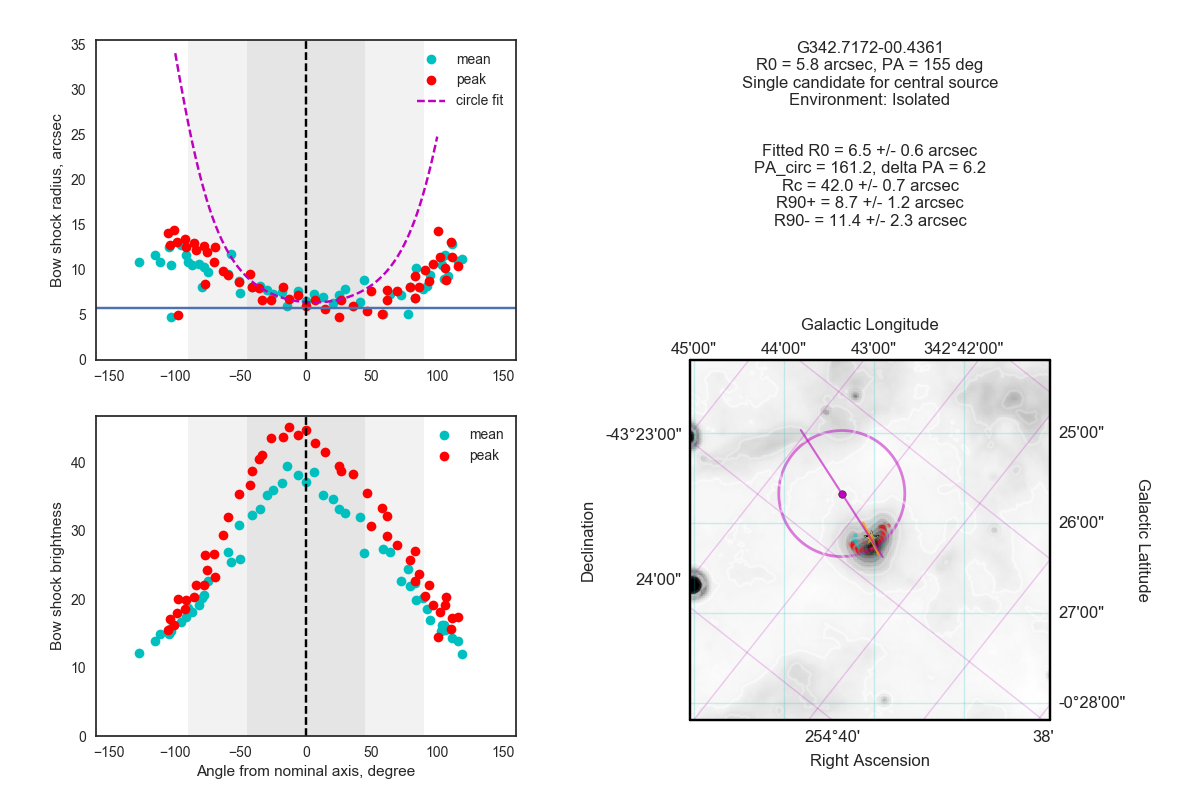 35
30
25
20
15
10
5
0
Bow shock radius, arcsec
mean
peak
circle fit
−150 −100 −50 0 50 100 150
40
30
20
10
0
Bow shock brightness
mean
peak
−150 −100 −50 0 50 100 150
Angle from nominal axis, degree
G342.7172-00.4361
R0 = 5.8 arcsec, PA = 155 deg
Single candidate for central source
Environment: Isolated
Fitted R0 = 6.5 +/- 0.6 arcsec
PA_circ = 161.2, delta PA = 6.2
Rc = 42.0 +/- 0.7 arcsec
R90+ = 8.7 +/- 1.2 arcsec
R90- = 11.4 +/- 2.3 arcsec
Galactic Longitude
45'00" 44'00" 43'00" 342°42'00"
-43°23'00"
24'00"
Declination
25'00"
26'00"
27'00"
-0°28'00"
Galactic Latitude
254°40' 38'
Right Ascension